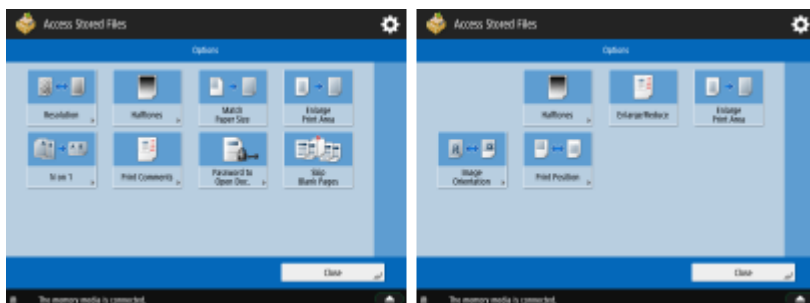 Access Stored Files
Options
Resolution
Halftones
Match
Paper Size
Enlarge
Print Area
N on 1
Print Comments
Password to
Open Doc.
Skip
Blank Pages
Close
The memory media is connected.
Access Stored Files
Options
Halftones
Enlarge/Reduce
Enlarge
Print Area
Image
Orientation
Print Position
Close
The memory media is connected.